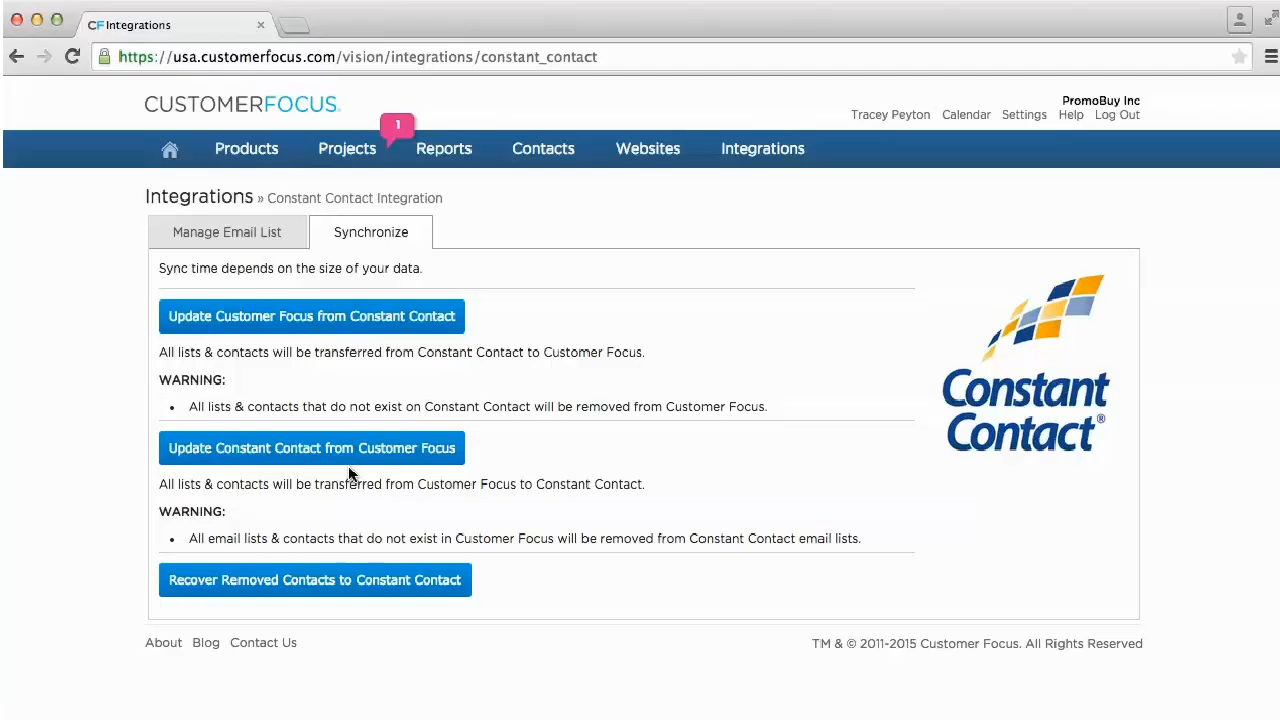 CF Integrations
https://usa.customerfocus.com/vision/integrations/constant_contact
CUSTOMERFOCUS.
PromoBuy Inc
Tracey Peyton Calendar Settings Help Log Out
1
Products Projects Reports Contacts Websites Integrations
Integrations » Constant Contact Integration
Manage Email List Synchronize
Sync time depends on the size of your data.
Update Customer Focus from Constant Contact
All lists & contacts will be transferred from Constant Contact to Customer Focus.
WARNING:
• All lists & contacts that do not exist on Constant Contact will be removed from Customer Focus.
Constant
Contact®
Update Constant Contact from Customer Focus
All lists & contacts will be transferred from Customer Focus to Constant Contact.
WARNING:
• All email lists & contacts that do not exist in Customer Focus will be removed from Constant Contact email lists.
Recover Removed Contacts to Constant Contact
About Blog Contact Us
TM & © 2011-2015 Customer Focus. All Rights Reserved